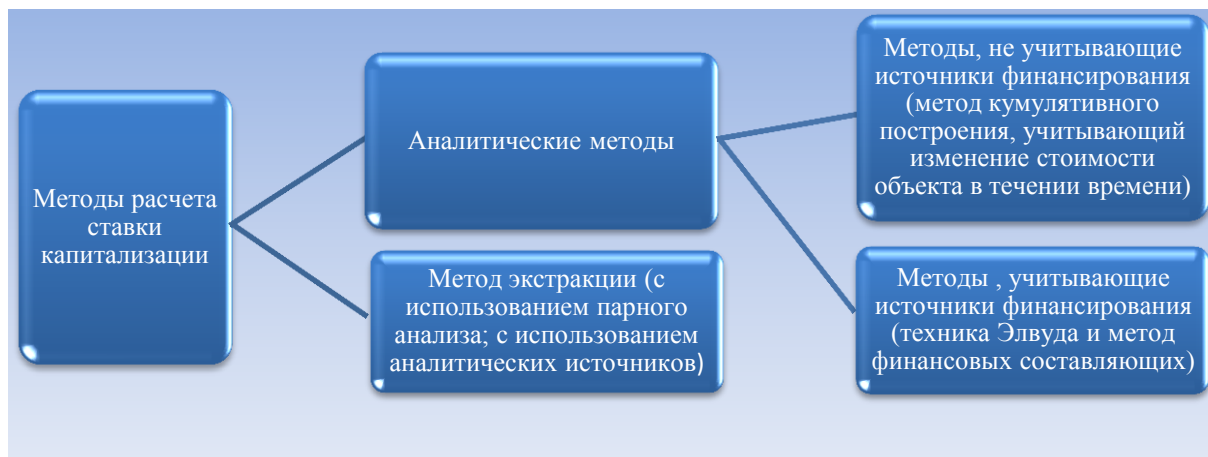 Методы расчета
ставки
капитализации
Аналитические методы
Метод экстракции (с
использованием парного
анализа; с использованием
аналитических источников)
Методы, не учитывающие
источники финансирования
(метод кумулятивного
построения, учитывающий
изменение стоимости
объекта в течении времени)
Методы , учитывающие
источники финансирования
(техника Элвуда и метод
финансовых составляющих)